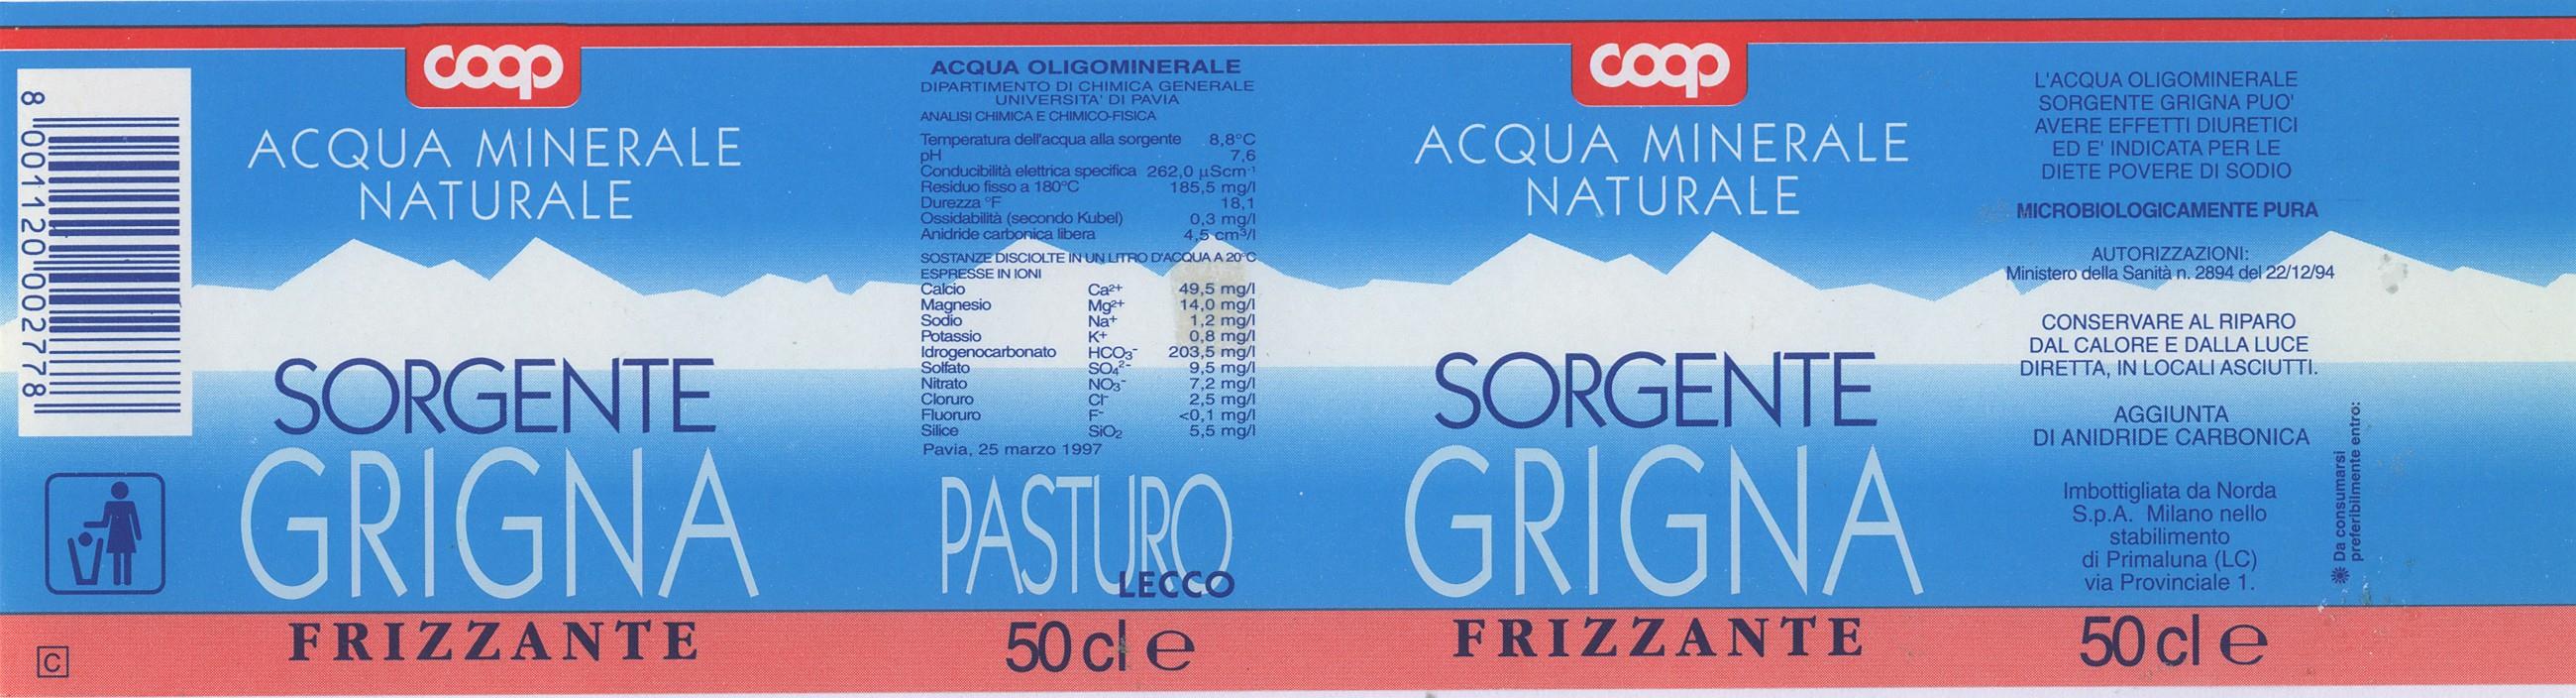 8 001120 002778
C
coop
ACQUA MINERALE
NATURALE
SORGENTE
GRIGNA
FRIZZANTE
ACQUA OLIGOMINERALE
DIPARTIMENTO DI CHIMICA GENERALE
UNIVERSITA' DI PAVIA
ANALISI CHIMICA E CHIMICO-FISICA
Temperatura dell'acqua alla sorgente 8,8°C
pH 7,6
Conducibilità elettrica specifica 262,0 µScm⁻¹
Residuo fisso a 180°C 185,5 mg/l
Durezza °F 18,1
Ossidabilità (secondo Kubel) 0,3 mg/l
Anidride carbonica libera 4,5 cm³/l
SOSTANZE DISCIOLTE IN UN LITRO D'ACQUA A 20°C
ESPRESSE IN IONI
Calcio Ca²⁺ 49,5 mg/l
Magnesio Mg²⁺ 14,0 mg/l
Sodio Na⁺ 1,2 mg/l
Potassio K⁺ 0,8 mg/l
Idrogenocarbonato HCO₃⁻ 203,5 mg/l
Solfato SO₄²⁻ 9,5 mg/l
Nitrato NO₃⁻ 7,2 mg/l
Cloruro Cl⁻ 2,5 mg/l
Fluoruro F⁻ <0,1 mg/l
Silice SiO₂ 5,5 mg/l
Pavia, 25 marzo 1997
PASTURO
LECCO
50 cl e
coop
ACQUA MINERALE
NATURALE
SORGENTE
GRIGNA
FRIZZANTE
L'ACQUA OLIGOMINERALE
SORGENTE GRIGNA PUO'
AVERE EFFETTI DIURETICI
ED E' INDICATA PER LE
DIETE POVERE DI SODIO
MICROBIOLOGICAMENTE PURA
AUTORIZZAZIONI:
Ministero della Sanità n. 2894 del 22/12/94
CONSERVARE AL RIPARO
DAL CALORE E DALLA LUCE
DIRETTA, IN LOCALI ASCIUTTI.
AGGIUNTA
DI ANIDRIDE CARBONICA
Imbottigliata da Norda
S.p.A. Milano nello
stabilimento
di Primaluna (LC)
via Provinciale 1.
Da consumarsi
preferibilmente entro:
50 cl e